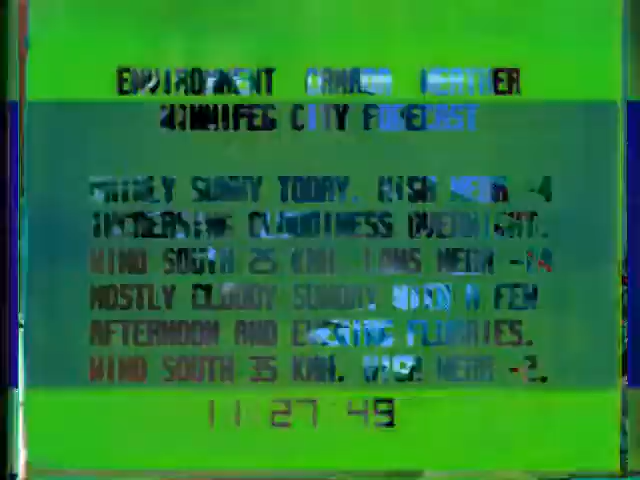 ENVIRONMENT CANADA WEATHER
WINNIPEG CITY FORECAST
MAINLY SUNNY TODAY. HIGH NEAR -4
INCREASING CLOUDINESS OVERNIGHT.
WIND SOUTH 25 KMH. LOWS NEAR -14
MOSTLY CLOUDY SUNDAY WITH A FEW
AFTERNOON AND EVENING FLURRIES.
WIND SOUTH 35 KMH. HIGH NEAR -2.
11:27:49